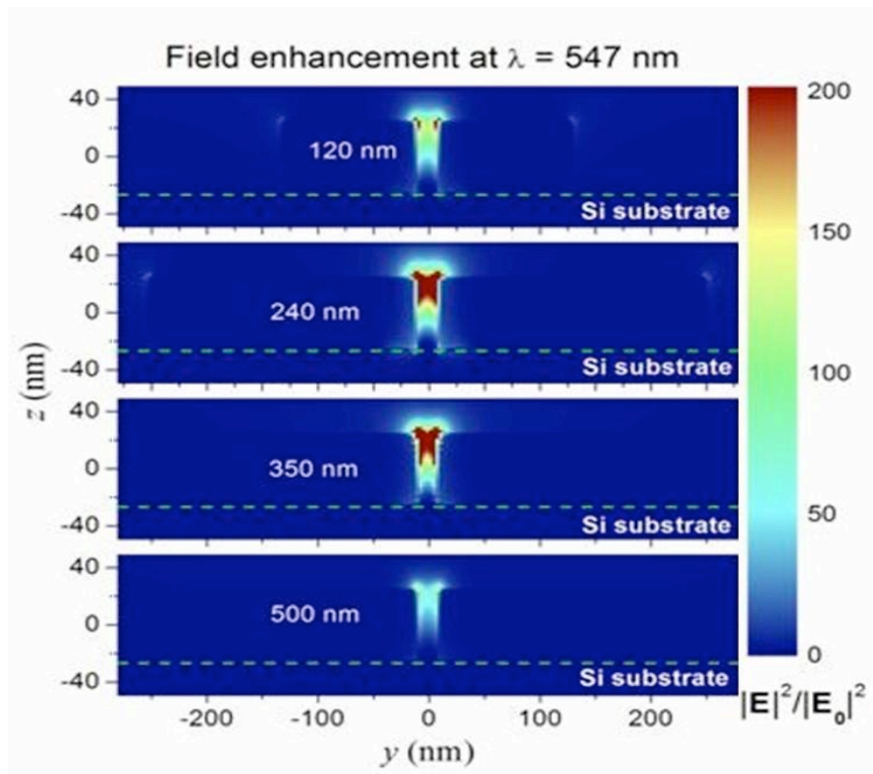 Field enhancement at λ = 547 nm
40
0
-40
120 nm
Si substrate
40
0
-40
240 nm
Si substrate
40
0
-40
350 nm
Si substrate
40
0
-40
500 nm
Si substrate
-200 -100 0 100 200
y (nm)
z (nm)
200
150
100
50
0
|E|²/|E₀|²